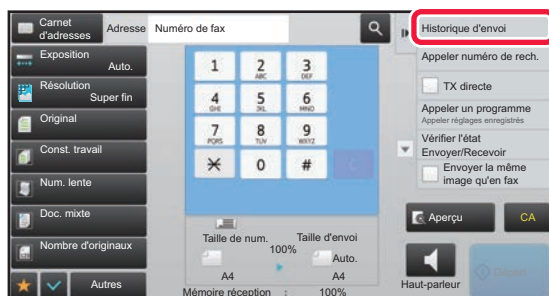 Carnet
d'adresses
Adresse
Numéro de fax
Historique d'envoi
Exposition
Auto.
Résolution
Super fin
Original
Const. travail
Num. lente
Doc. mixte
Nombre d'originaux
Autres
1
2
ABC
3
DEF
4
GHI
5
JKL
6
MNO
7
PQRS
8
TUV
9
WXYZ
0
#
Taille de num.
100%
Taille d'envoi
Auto.
A4
A4
Mémoire réception : 100%
Appeler numéro de rech.
TX directe
Appeler un programme
Appeler réglages enregistrés
Vérifier l'état
Envoyer/Recevoir
Envoyer la même
image qu'en fax
Aperçu
CA
Haut-parleur
Départ